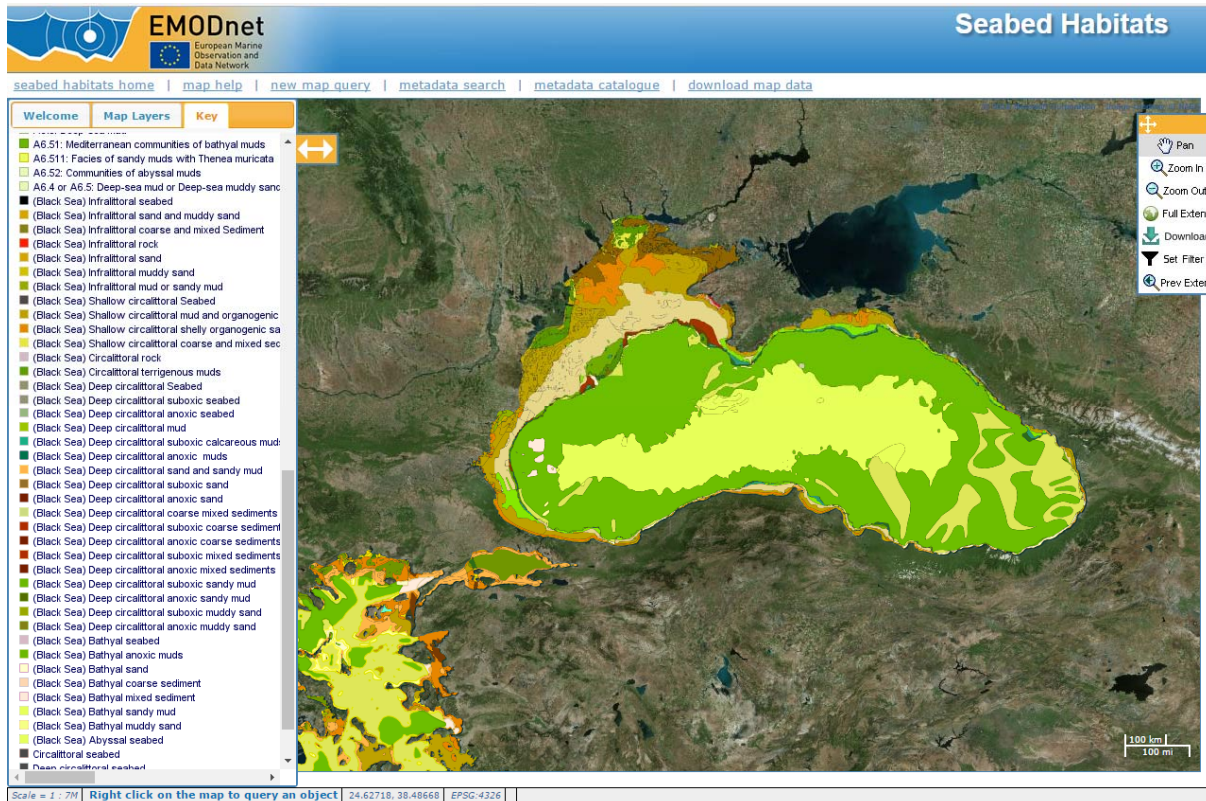 EMODnet
European Marine
Observation and
Data Network
Seabed Habitats
seabed habitats home | map help | new map query | metadata search | metadata catalogue | download map data
Welcome
Map Layers
Key
A6.51: Mediterranean communities of bathyal muds
A6.511: Facies of sandy muds with Thenea muricata
A6.52: Communities of abyssal muds
A6.4 or A6.5: Deep-sea mud or Deep-sea muddy sand
(Black Sea) Infralittoral seabed
(Black Sea) Infralittoral sand and muddy sand
(Black Sea) Infralittoral coarse and mixed Sediment
(Black Sea) Infralittoral rock
(Black Sea) Infralittoral sand
(Black Sea) Infralittoral muddy sand
(Black Sea) Infralittoral mud or sandy mud
(Black Sea) Shallow circalittoral Seabed
(Black Sea) Shallow circalittoral mud and organogenic
(Black Sea) Shallow circalittoral shelly organogenic sa
(Black Sea) Shallow circalittoral coarse and mixed sed
(Black Sea) Circalittoral rock
(Black Sea) Circalittoral terrigenous muds
(Black Sea) Deep circalittoral Seabed
(Black Sea) Deep circalittoral suboxic seabed
(Black Sea) Deep circalittoral anoxic seabed
(Black Sea) Deep circalittoral mud
(Black Sea) Deep circalittoral suboxic calcareous muds
(Black Sea) Deep circalittoral anoxic muds
(Black Sea) Deep circalittoral sand and sandy mud
(Black Sea) Deep circalittoral suboxic sand
(Black Sea) Deep circalittoral anoxic sand
(Black Sea) Deep circalittoral coarse mixed sediments
(Black Sea) Deep circalittoral suboxic coarse sediment
(Black Sea) Deep circalittoral anoxic coarse sediments
(Black Sea) Deep circalittoral suboxic mixed sediments
(Black Sea) Deep circalittoral anoxic mixed sediments
(Black Sea) Deep circalittoral suboxic sandy mud
(Black Sea) Deep circalittoral anoxic sandy mud
(Black Sea) Deep circalittoral suboxic muddy sand
(Black Sea) Deep circalittoral anoxic muddy sand
(Black Sea) Bathyal seabed
(Black Sea) Bathyal anoxic muds
(Black Sea) Bathyal sand
(Black Sea) Bathyal coarse sediment
(Black Sea) Bathyal mixed sediment
(Black Sea) Bathyal sandy mud
(Black Sea) Bathyal muddy sand
(Black Sea) Abyssal seabed
Circalittoral seabed
Deep circalittoral seabed
Pan
Zoom In
Zoom Out
Full Exten
Download
Set Filter
Prev Exten
100 km
100 mi
Scale = 1 : 7M | Right click on the map to query an object | 24.62718, 38.48668 | EPSG:4326